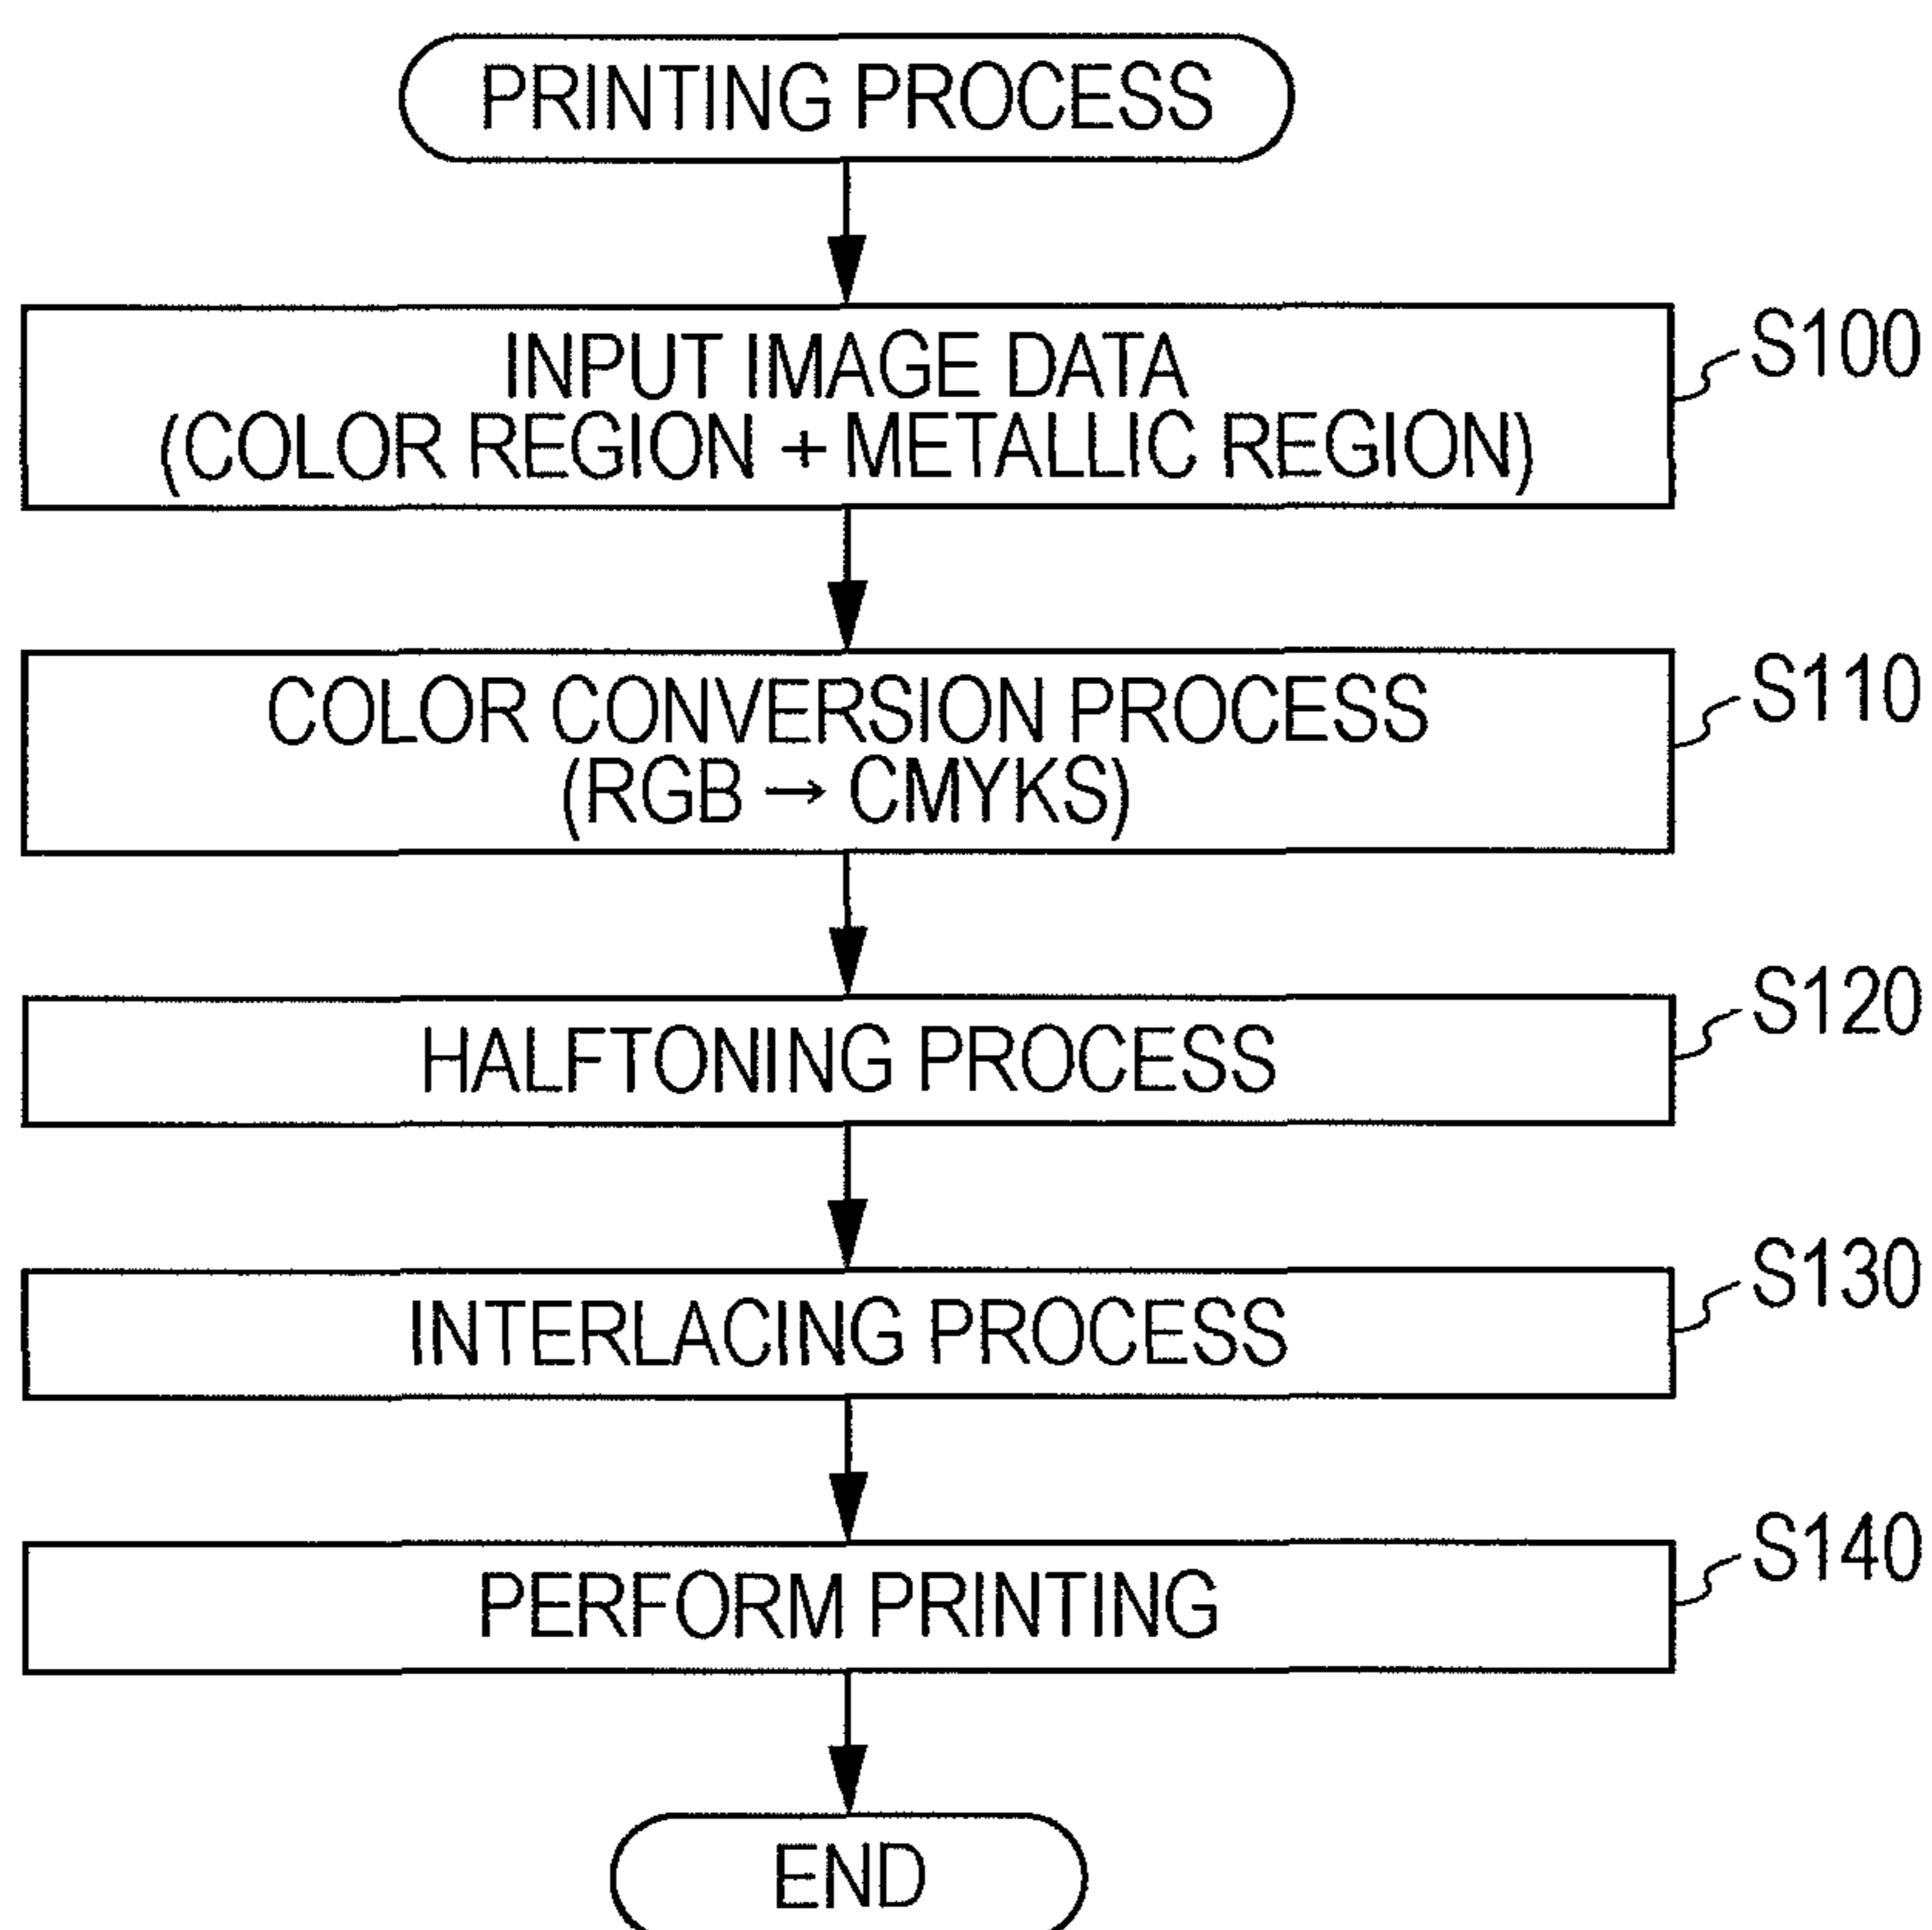 PRINTING PROCESS
INPUT IMAGE DATA
(COLOR REGION + METALLIC REGION)
S100
COLOR CONVERSION PROCESS
(RGB → CMYKS)
S110
HALFTONING PROCESS
S120
INTERLACING PROCESS
S130
PERFORM PRINTING
S140
END